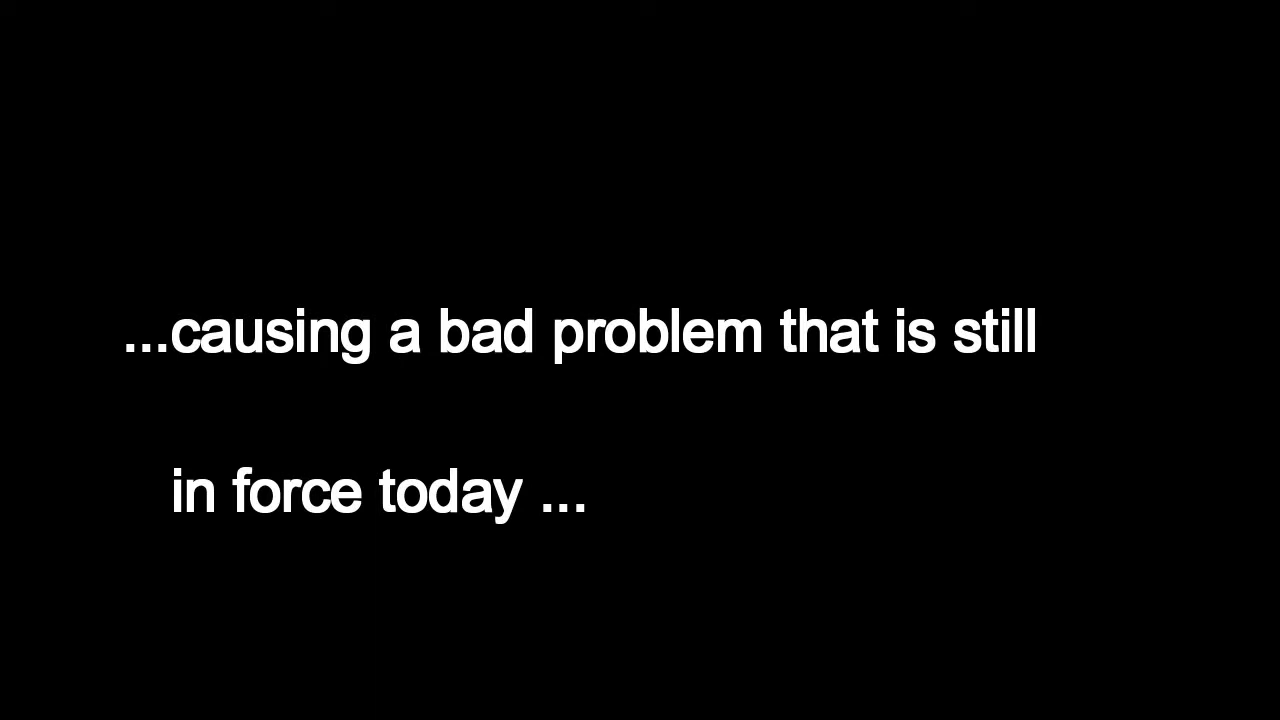 ...causing a bad problem that is still
in force today ...